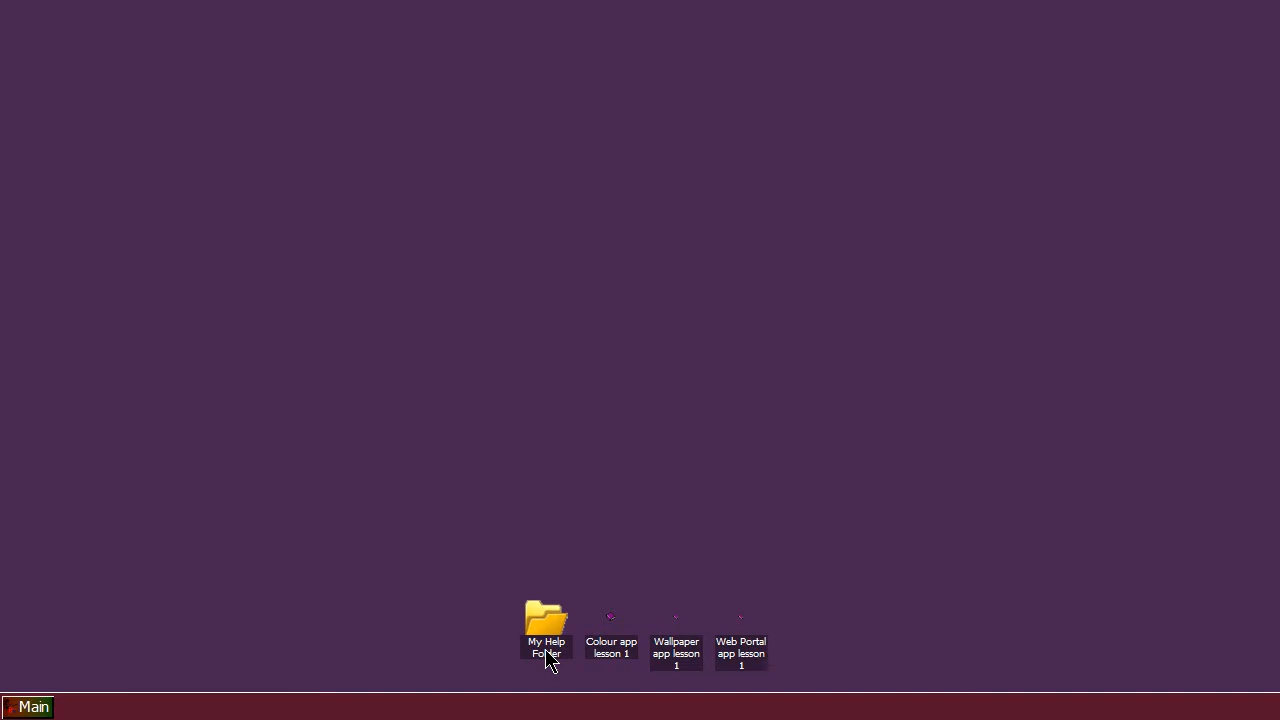 My Help
Folder
Colour app
lesson 1
Wallpaper
app lesson
1
Web Portal
app lesson
1
Main